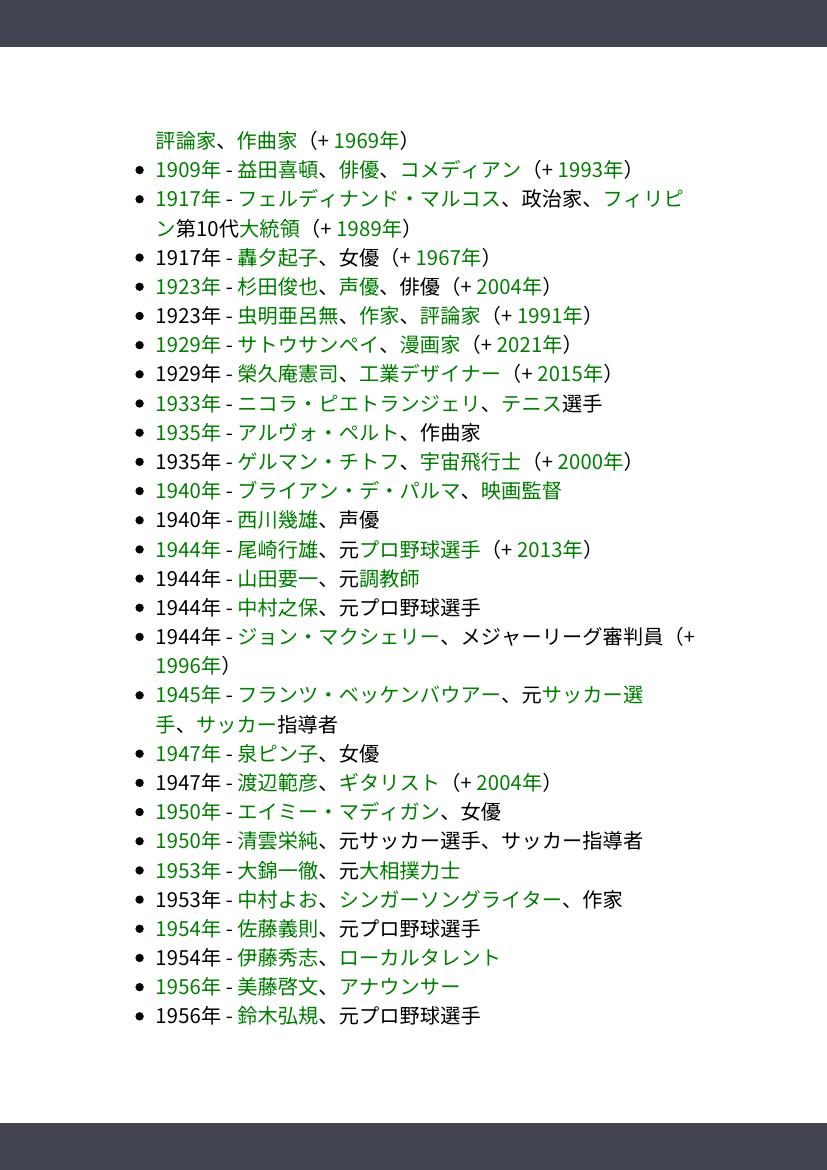 評論家、作曲家（+ 1969年）
• 1909年 - 益田喜頓、俳優、コメディアン（+ 1993年）
• 1917年 - フェルディナンド・マルコス、政治家、フィリピ
ン第10代大統領（+ 1989年）
• 1917年 - 轟夕起子、女優（+ 1967年）
• 1923年 - 杉田俊也、声優、俳優（+ 2004年）
• 1923年 - 虫明亜呂無、作家、評論家（+ 1991年）
• 1929年 - サトウサンペイ、漫画家（+ 2021年）
• 1929年 - 榮久庵憲司、工業デザイナー（+ 2015年）
• 1933年 - ニコラ・ピエトランジェリ、テニス選手
• 1935年 - アルヴォ・ペルト、作曲家
• 1935年 - ゲルマン・チトフ、宇宙飛行士（+ 2000年）
• 1940年 - ブライアン・デ・パルマ、映画監督
• 1940年 - 西川幾雄、声優
• 1944年 - 尾崎行雄、元プロ野球選手（+ 2013年）
• 1944年 - 山田要一、元調教師
• 1944年 - 中村之保、元プロ野球選手
• 1944年 - ジョン・マクシェリー、メジャーリーグ審判員（+
1996年）
• 1945年 - フランツ・ベッケンバウアー、元サッカー選
手、サッカー指導者
• 1947年 - 泉ピン子、女優
• 1947年 - 渡辺範彦、ギタリスト（+ 2004年）
• 1950年 - エイミー・マディガン、女優
• 1950年 - 清雲栄純、元サッカー選手、サッカー指導者
• 1953年 - 大錦一徹、元大相撲力士
• 1953年 - 中村よお、シンガーソングライター、作家
• 1954年 - 佐藤義則、元プロ野球選手
• 1954年 - 伊藤秀志、ローカルタレント
• 1956年 - 美藤啓文、アナウンサー
• 1956年 - 鈴木弘規、元プロ野球選手